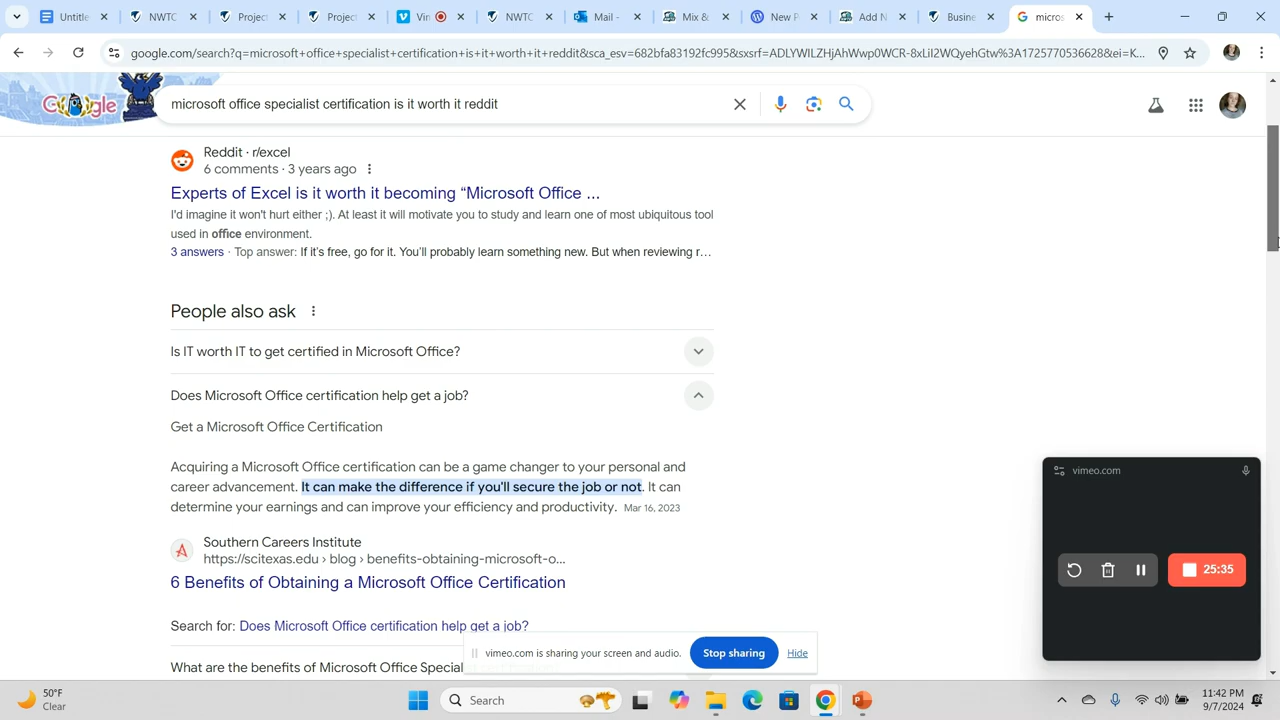 Untitle
NWTC
Project
Project
Vin
NWTC
Mail -
Mix &
New P
Add N
Busine
micros
google.com/search?q=microsoft+office+specialist+certification+is+it+worth+it+reddit&sca_esv=682bfa83192fc995&sxsrf=ADLYWILZHjAhWwp0WCR-8xLiI2WQyehGtw%3A1725770536628&ei=K...
Google
microsoft office specialist certification is it worth it reddit
Reddit · r/excel
6 comments · 3 years ago
Experts of Excel is it worth it becoming “Microsoft Office ...
I'd imagine it won't hurt either ;). At least it will motivate you to study and learn one of most ubiquitous tool
used in office environment.
3 answers · Top answer: If it’s free, go for it. You’ll probably learn something new. But when reviewing r...
People also ask
Is IT worth IT to get certified in Microsoft Office?
Does Microsoft Office certification help get a job?
Get a Microsoft Office Certification
Acquiring a Microsoft Office certification can be a game changer to your personal and
career advancement. It can make the difference if you'll secure the job or not. It can
determine your earnings and can improve your efficiency and productivity. Mar 16, 2023
Southern Careers Institute
https://scitexas.edu › blog › benefits-obtaining-microsoft-o...
6 Benefits of Obtaining a Microsoft Office Certification
Search for: Does Microsoft Office certification help get a job?
What are the benefits of Microsoft Office Special
vimeo.com is sharing your screen and audio.
Stop sharing
Hide
vimeo.com
25:35
50°F
Clear
Search
11:42 PM
9/7/2024